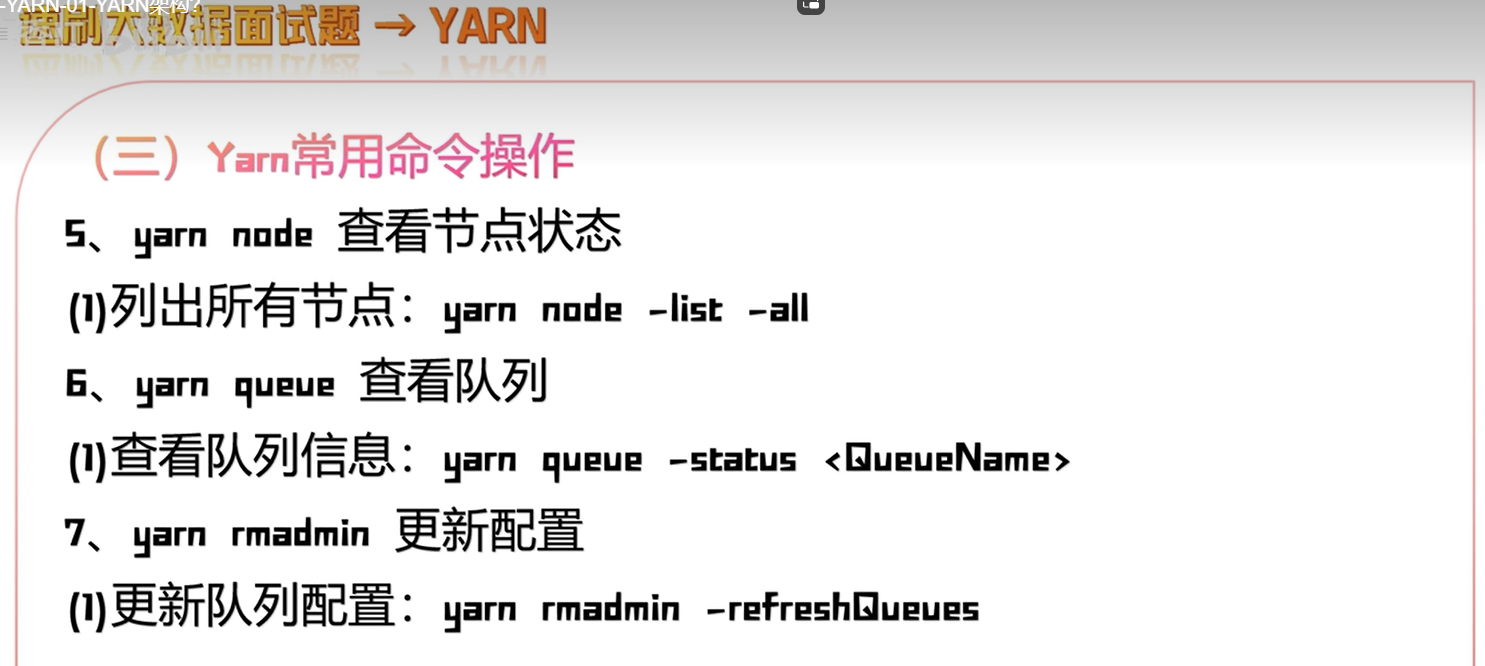 -YARN-01-YARN架构?
速刷大数据面试题 → YARN
（三）Yarn常用命令操作
5、yarn node 查看节点状态
(1)列出所有节点：yarn node -list -all
6、yarn queue 查看队列
(1)查看队列信息：yarn queue -status <QueueName>
7、yarn rmadmin 更新配置
(1)更新队列配置：yarn rmadmin -refreshQueues